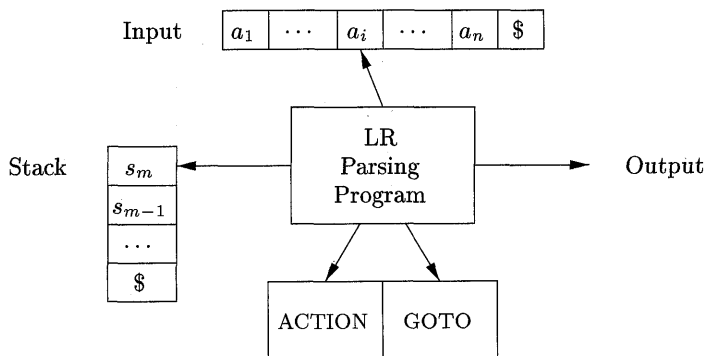 Input a₁ ··· aᵢ ··· aₙ $
LR
Parsing
Program
Stack
sₘ
sₘ₋₁
···
$
Output
ACTION GOTO